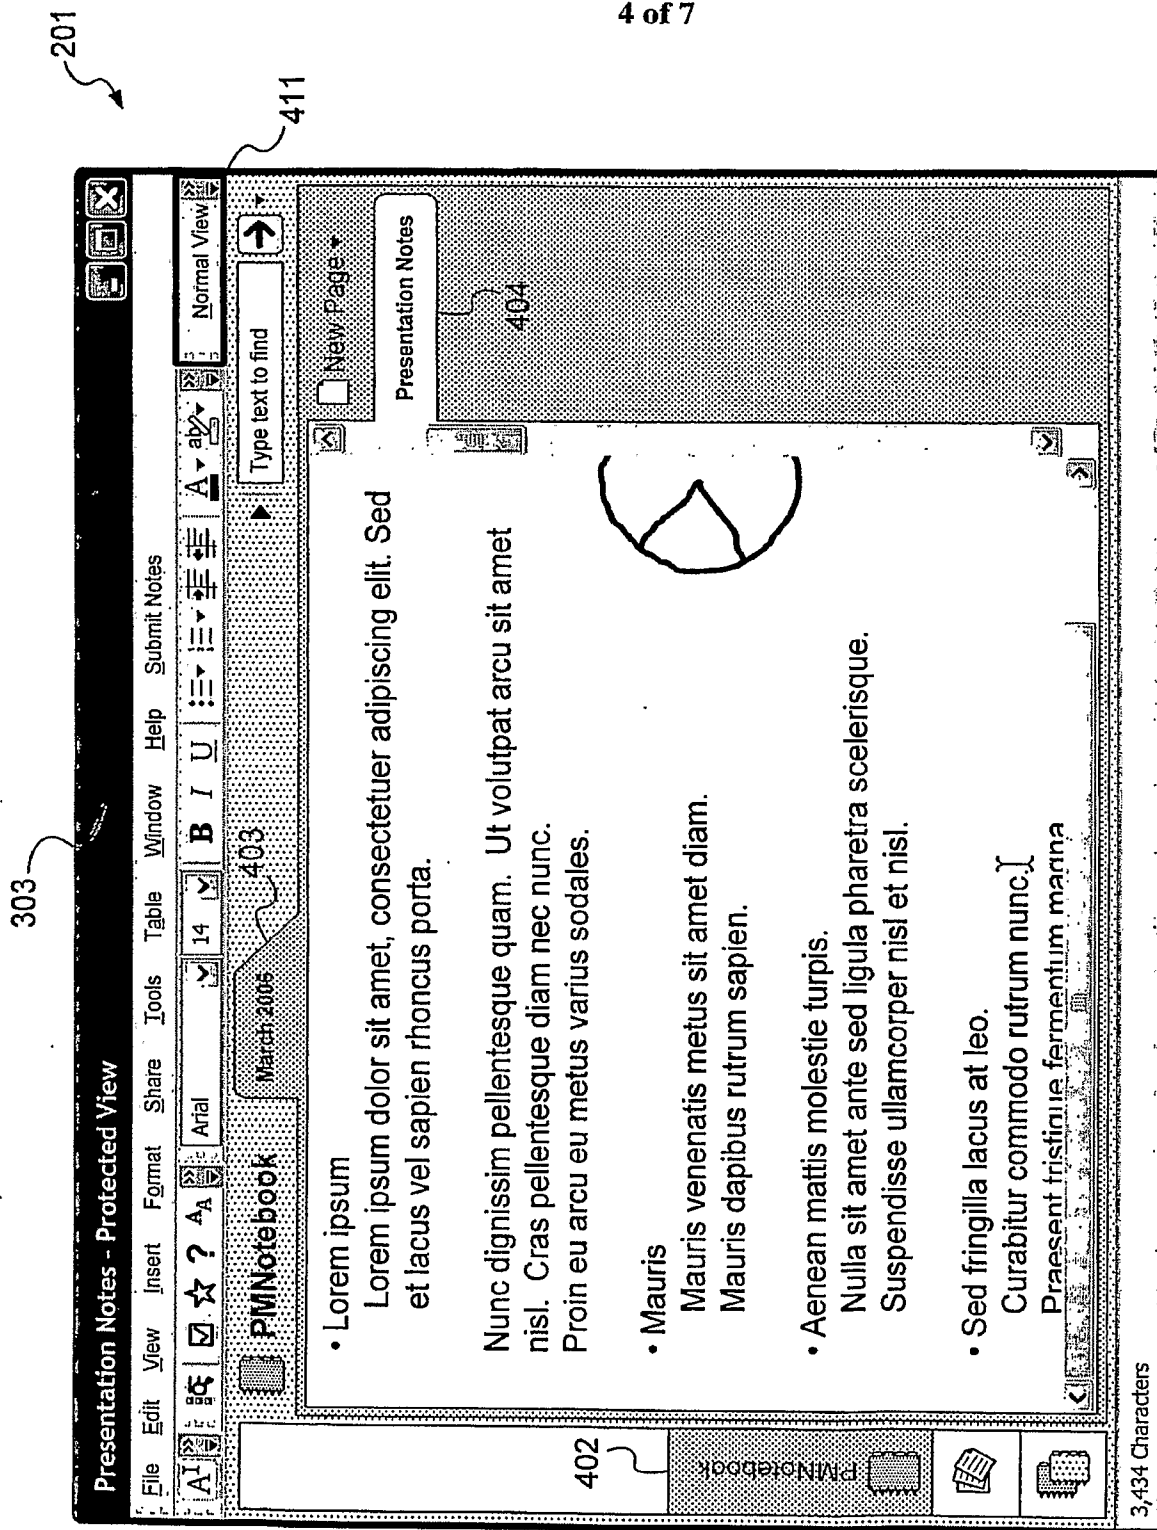 4 of 7
201
303
Presentation Notes - Protected View
File Edit View Insert Format Share Tools Table Window Help Submit Notes
Arial 14 B I U A ab Normal View
411
PMNotebook March 2005 403 Type text to find
402
PMNotebook
New Page
Presentation Notes
404
• Lorem ipsum
Lorem ipsum dolor sit amet, consectetuer adipiscing elit. Sed
et lacus vel sapien rhoncus porta.
Nunc dignissim pellentesque quam. Ut volutpat arcu sit amet
nisl. Cras pellentesque diam nec nunc.
Proin eu arcu eu metus varius sodales.
• Mauris
Mauris venenatis metus sit amet diam.
Mauris dapibus rutrum sapien.
• Aenean mattis molestie turpis.
Nulla sit amet ante sed ligula pharetra scelerisque.
Suspendisse ullamcorper nisl et nisl.
• Sed fringilla lacus at leo.
Curabitur commodo rutrum nunc.
Praesent tristique fermentum magna
3,434 Characters